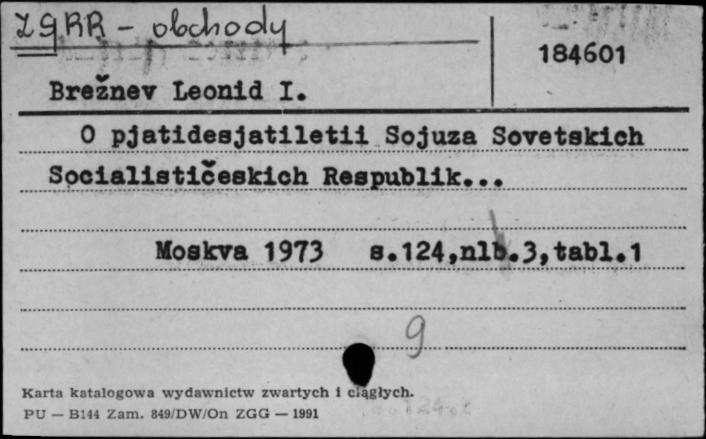 ZSRR - obchody
184601
Brežnev Leonid I.
O pjatidesjatiletii Sojuza Sovetskich
Socialističeskich Respublik...
Moskva 1973 s.124,nlb.3,tabl.1
9
Karta katalogowa wydawnictw zwartych i ciągłych.
PU — B144 Zam. 849/DW/On ZGG — 1991